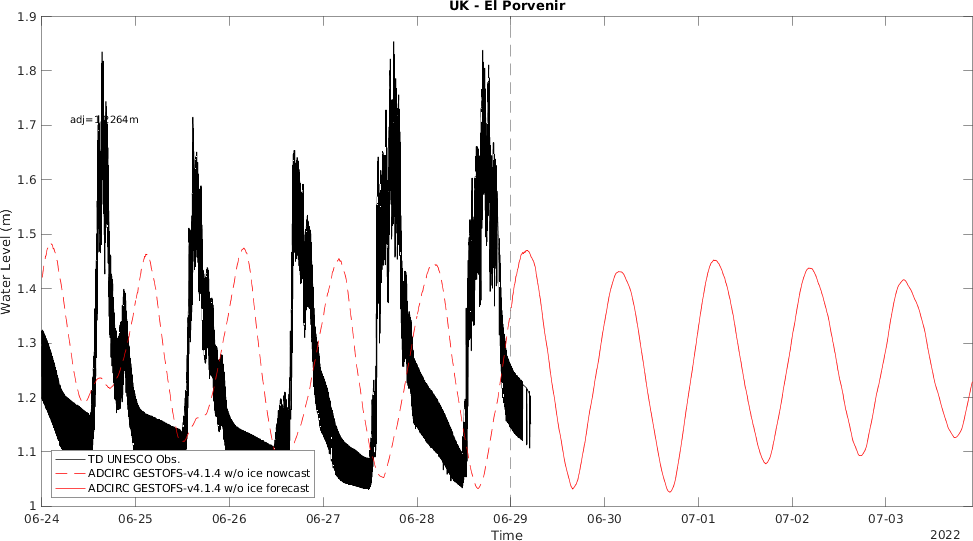 UK - El Porvenir
1.9
1.8
1.7
1.6
1.5
1.4
1.3
1.2
1.1
1
Water Level (m)
adj=1.2264m
TD UNESCO Obs.
ADCIRC GESTOFS-v4.1.4 w/o ice nowcast
ADCIRC GESTOFS-v4.1.4 w/o ice forecast
06-24 06-25 06-26 06-27 06-28 06-29 06-30 07-01 07-02 07-03
Time
2022